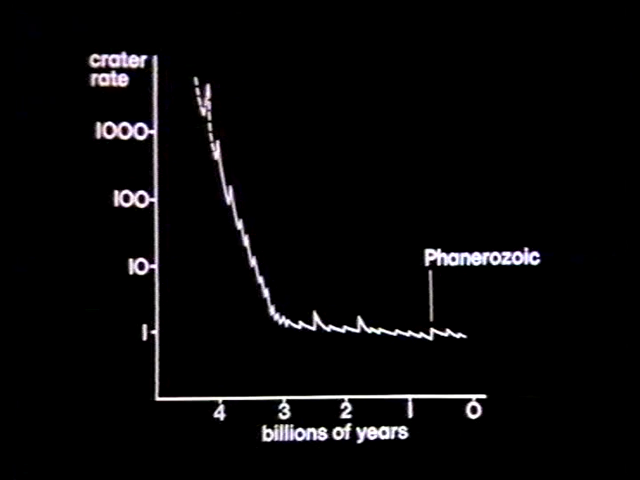 crater
rate
1000
100
10
1
Phanerozoic
4 3 2 1 0
billions of years